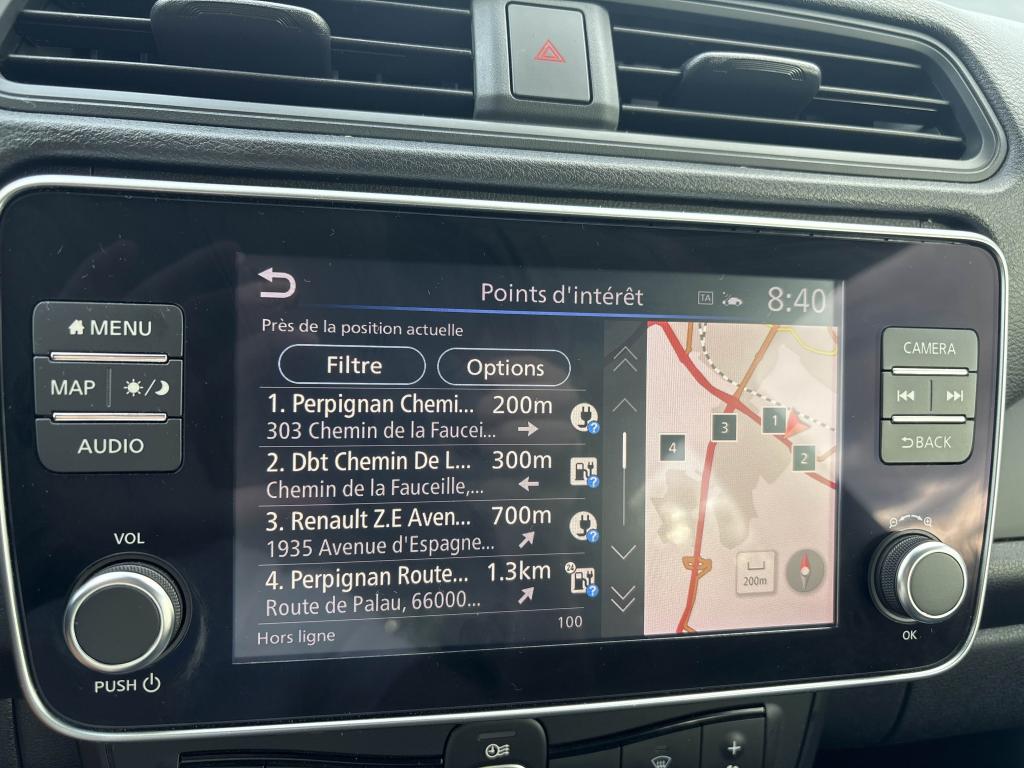 MENU
MAP
AUDIO
VOL
PUSH
Points d'intérêt
TA
8:40
Près de la position actuelle
Filtre
Options
1. Perpignan Chemi... 200m
303 Chemin de la Faucei...
2. Dbt Chemin De L... 300m
Chemin de la Fauceille,...
3. Renault Z.E Aven... 700m
1935 Avenue d'Espagne...
4. Perpignan Route... 1.3km
24
Route de Palau, 66000...
Hors ligne
100
1
3
4
2
200m
CAMERA
BACK
OK